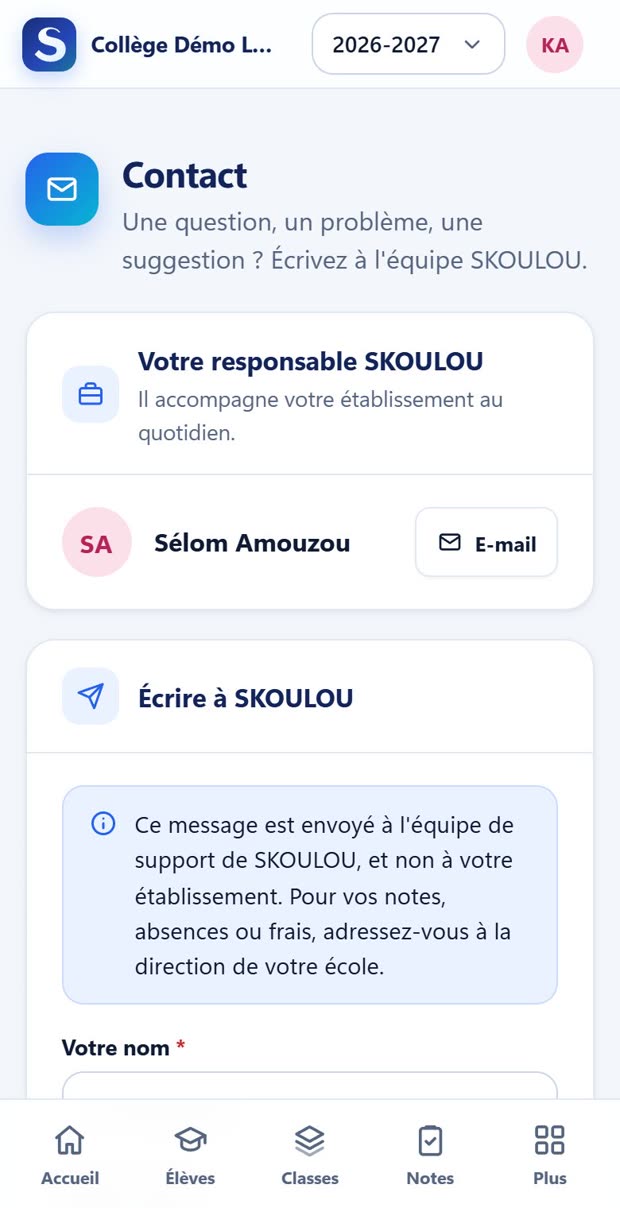 S
Collège Démo L...
2026-2027
KA
Contact
Une question, un problème, une
suggestion ? Écrivez à l'équipe SKOULOU.
Votre responsable SKOULOU
Il accompagne votre établissement au
quotidien.
SA
Sélom Amouzou
E-mail
Écrire à SKOULOU
Ce message est envoyé à l'équipe de
support de SKOULOU, et non à votre
établissement. Pour vos notes,
absences ou frais, adressez-vous à la
direction de votre école.
Votre nom *
Accueil
Élèves
Classes
Notes
Plus